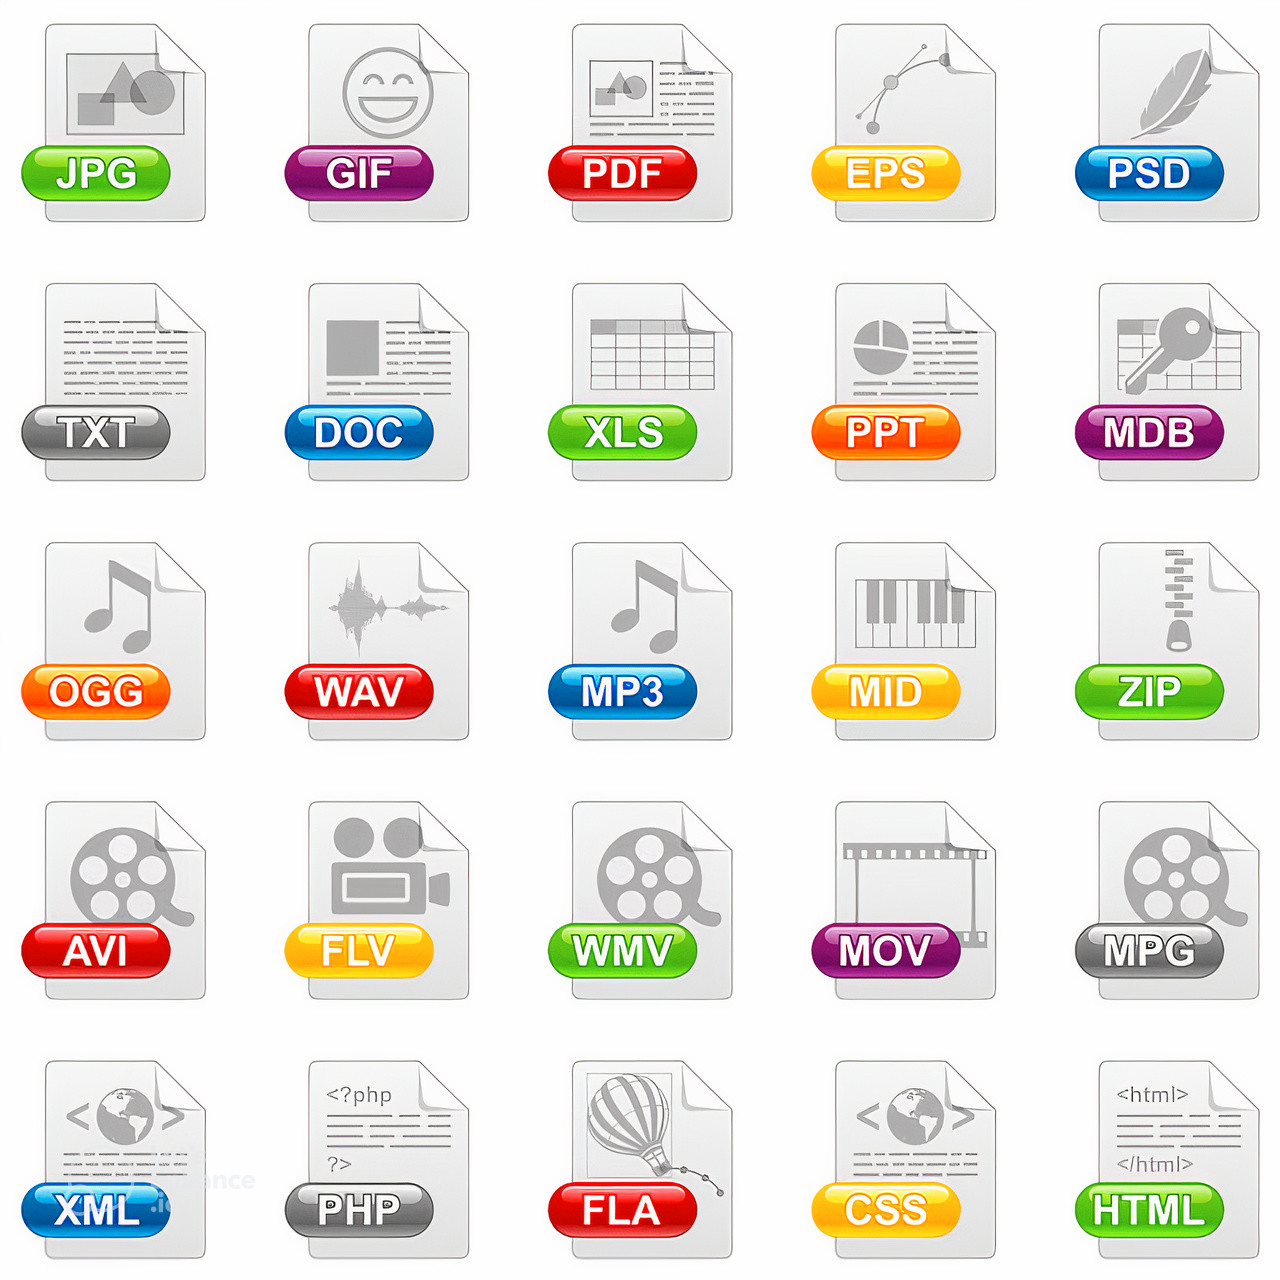 JPG
GIF
PDF
EPS
PSD
TXT
DOC
XLS
PPT
MDB
OGG
WAV
MP3
MID
ZIP
AVI
FLV
WMV
MOV
MPG
<?php
<html>
?>
</html>
XML
PHP
FLA
CSS
HTML